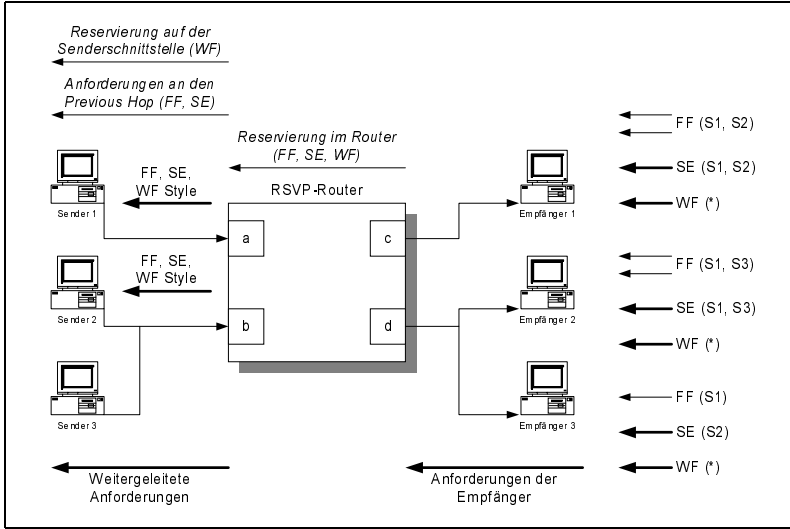 Reservierung auf der
Senderschnittstelle (WF)
Anforderungen an den
Previous Hop (FF, SE)
Reservierung im Router
(FF, SE, WF)
FF (S1, S2)
SE (S1, S2)
WF (*)
FF, SE,
WF Style
RSVP-Router
Sender 1
a
c
Empfänger 1
FF, SE,
WF Style
FF (S1, S3)
SE (S1, S3)
WF (*)
Sender 2
b
d
Empfänger 2
Sender 3
Empfänger 3
FF (S1)
SE (S2)
WF (*)
Weitergeleitete
Anforderungen
Anforderungen der
Empfänger